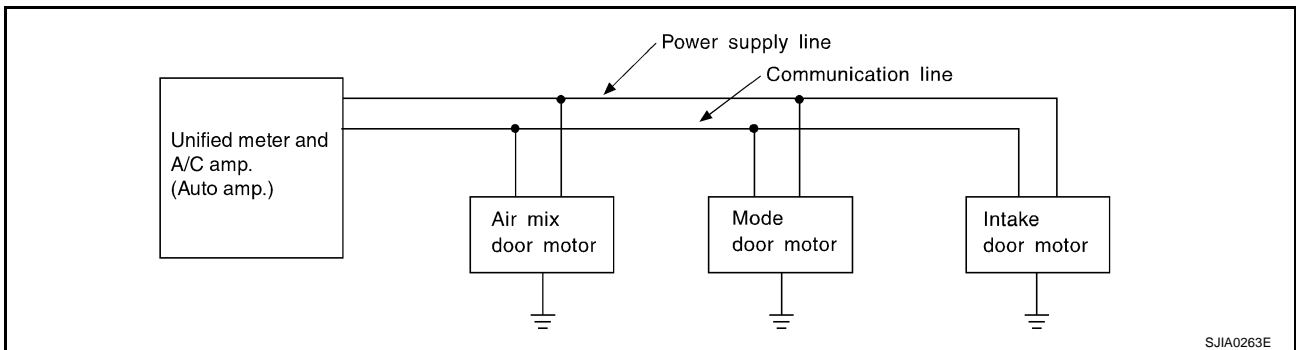 Power supply line
Communication line
Unified meter and
A/C amp.
(Auto amp.)
Air mix
door motor
Mode
door motor
Intake
door motor
SJIA0263E